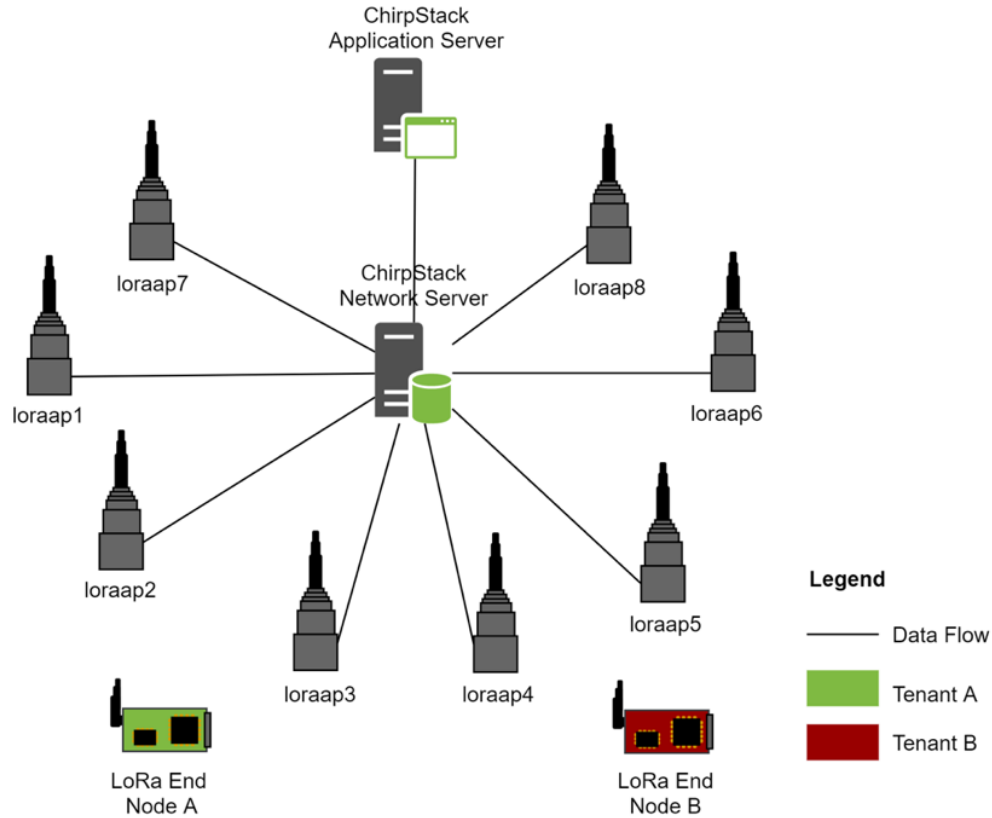 ChirpStack
Application Server
loraap7
loraap8
ChirpStack
Network Server
loraap1
loraap6
loraap2
loraap5
loraap3
loraap4
Legend
Data Flow
Tenant A
Tenant B
LoRa End
Node A
LoRa End
Node B